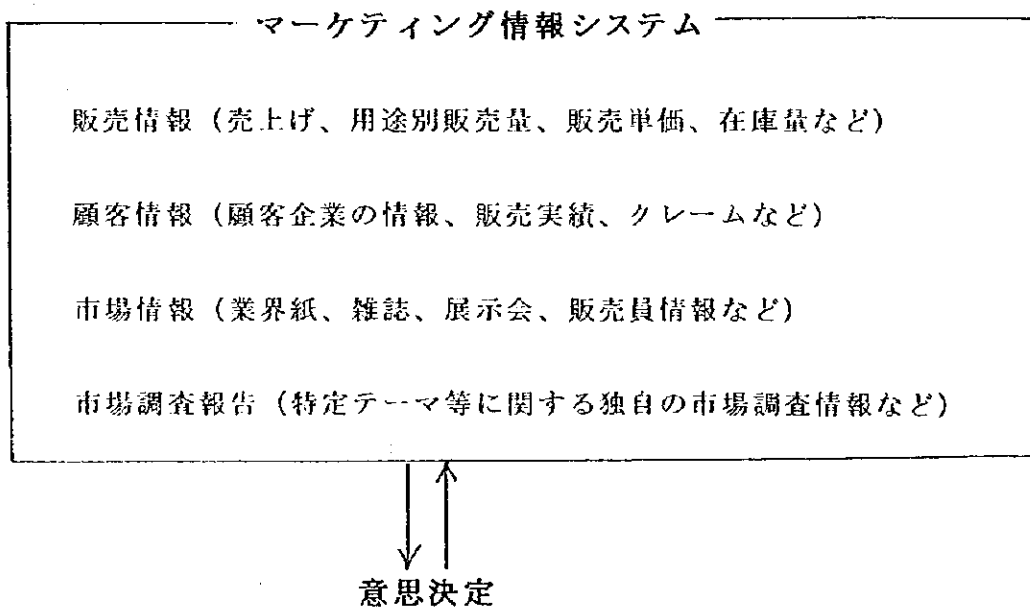 マーケティング情報システム
販売情報（売上げ、用途別販売量、販売単価、在庫量など）
顧客情報（顧客企業の情報、販売実績、クレームなど）
市場情報（業界紙、雑誌、展示会、販売員情報など）
市場調査報告（特定テーマ等に関する独自の市場調査情報など）
意思決定